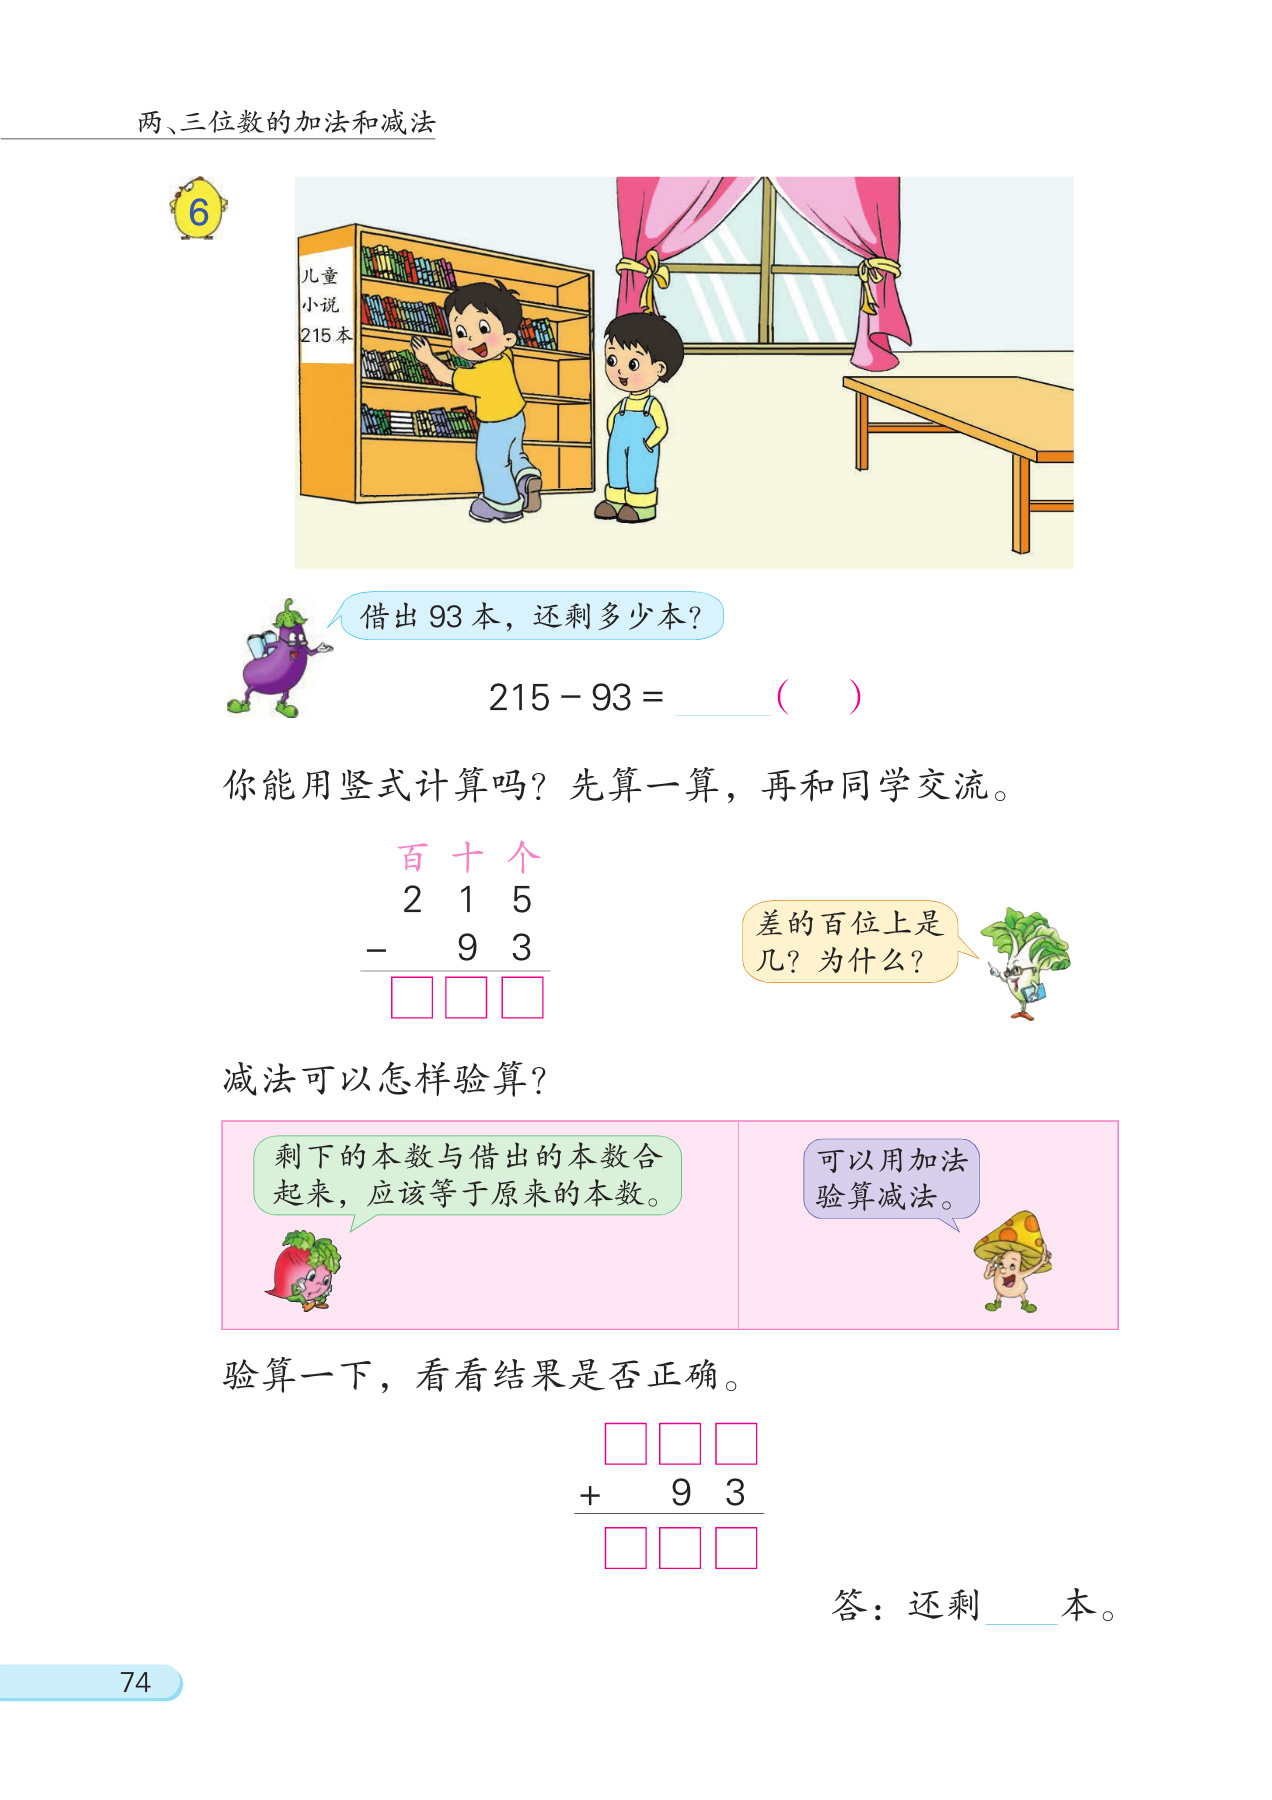 两、三位数的加法和减法
6
儿童
小说
215本
借出 93 本，还剩多少本？
215 − 93 = （ ）
你能用竖式计算吗？先算一算，再和同学交流。
百 十 个
2 1 5
− 9 3
差的百位上是
几？为什么？
减法可以怎样验算？
剩下的本数与借出的本数合
起来，应该等于原来的本数。
可以用加法
验算减法。
验算一下，看看结果是否正确。
+ 9 3
答：还剩 本。
74